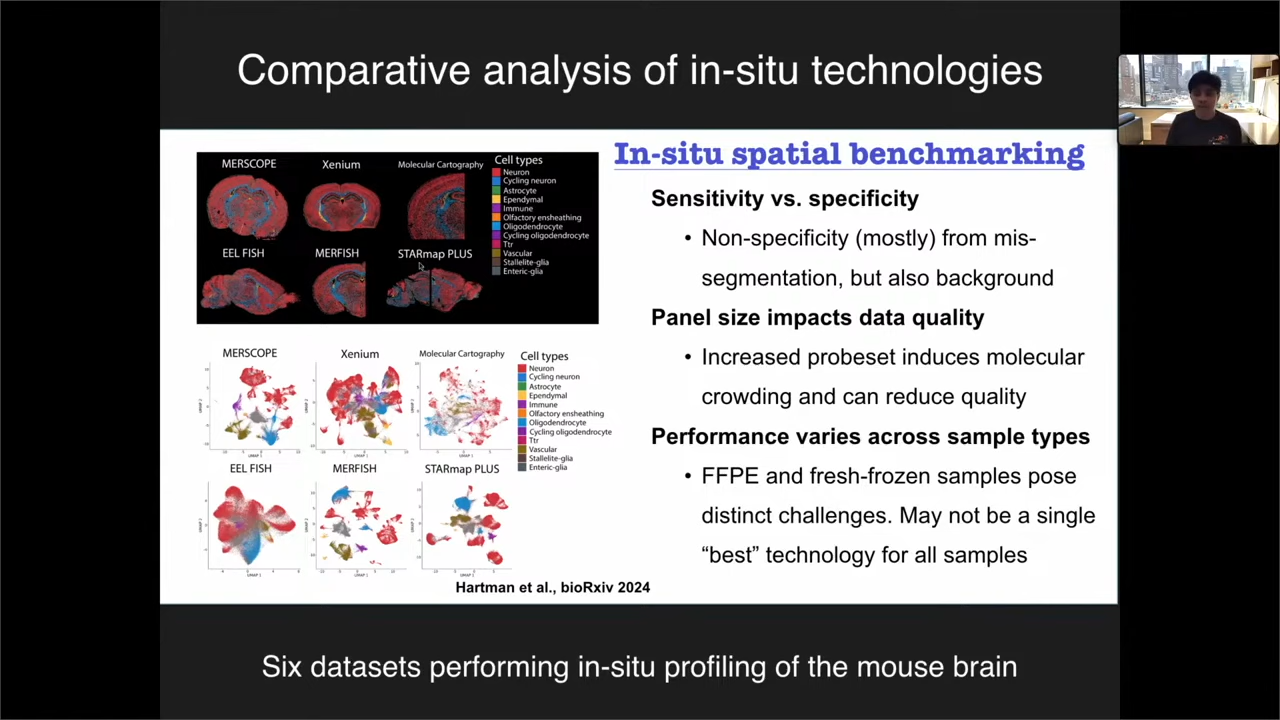 Comparative analysis of in-situ technologies
MERSCOPE
Xenium
Molecular Cartography
EEL FISH
MERFISH
STARmap PLUS
Cell types
Neuron
Cycling neuron
Astrocyte
Ependymal
Immune
Olfactory ensheathing
Oligodendrocyte
Cycling oligodendrocyte
Ttr
Vascular
Stallelite-glia
Enteric-glia
MERSCOPE
Xenium
Molecular Cartography
EEL FISH
MERFISH
STARmap PLUS
Cell types
Neuron
Cycling neuron
Astrocyte
Ependymal
Immune
Olfactory ensheathing
Oligodendrocyte
Cycling oligodendrocyte
Ttr
Vascular
Stallelite-glia
Enteric-glia
Hartman et al., bioRxiv 2024
In-situ spatial benchmarking
Sensitivity vs. specificity
• Non-specificity (mostly) from mis-
segmentation, but also background
Panel size impacts data quality
• Increased probeset induces molecular
crowding and can reduce quality
Performance varies across sample types
• FFPE and fresh-frozen samples pose
distinct challenges. May not be a single
“best” technology for all samples
Six datasets performing in-situ profiling of the mouse brain